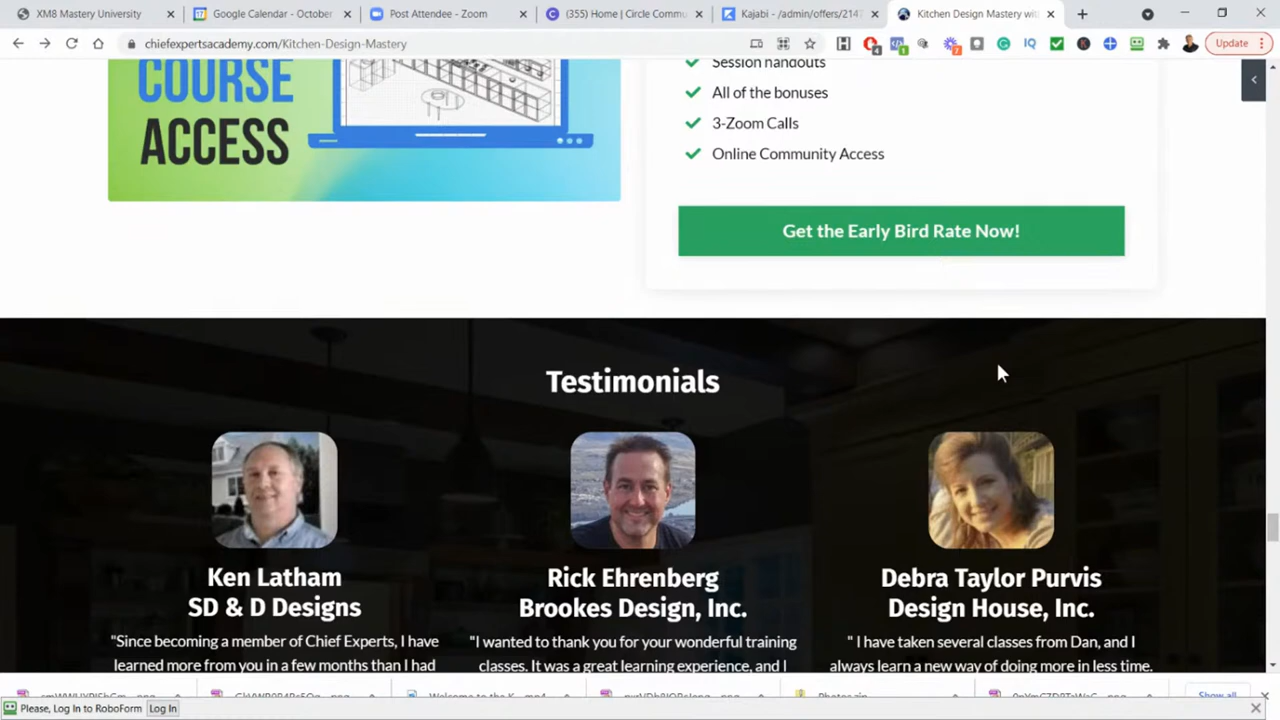 XM8 Mastery University
Google Calendar - October
Post Attendee - Zoom
(355) Home | Circle Commu
Kajabi - /admin/offers/2147
Kitchen Design Mastery wit
chiefexpertsacademy.com/Kitchen-Design-Mastery
Update
COURSE
ACCESS
Session handouts
All of the bonuses
3-Zoom Calls
Online Community Access
Get the Early Bird Rate Now!
Testimonials
Ken Latham
SD & D Designs
"Since becoming a member of Chief Experts, I have
learned more from you in a few months than I had
Rick Ehrenberg
Brookes Design, Inc.
"I wanted to thank you for your wonderful training
classes. It was a great learning experience, and I
Debra Taylor Purvis
Design House, Inc.
" I have taken several classes from Dan, and I
always learn a new way of doing more in less time.
Welcome to the K....mp4
Photos.zip
Show all
Please, Log In to RoboForm
Log In